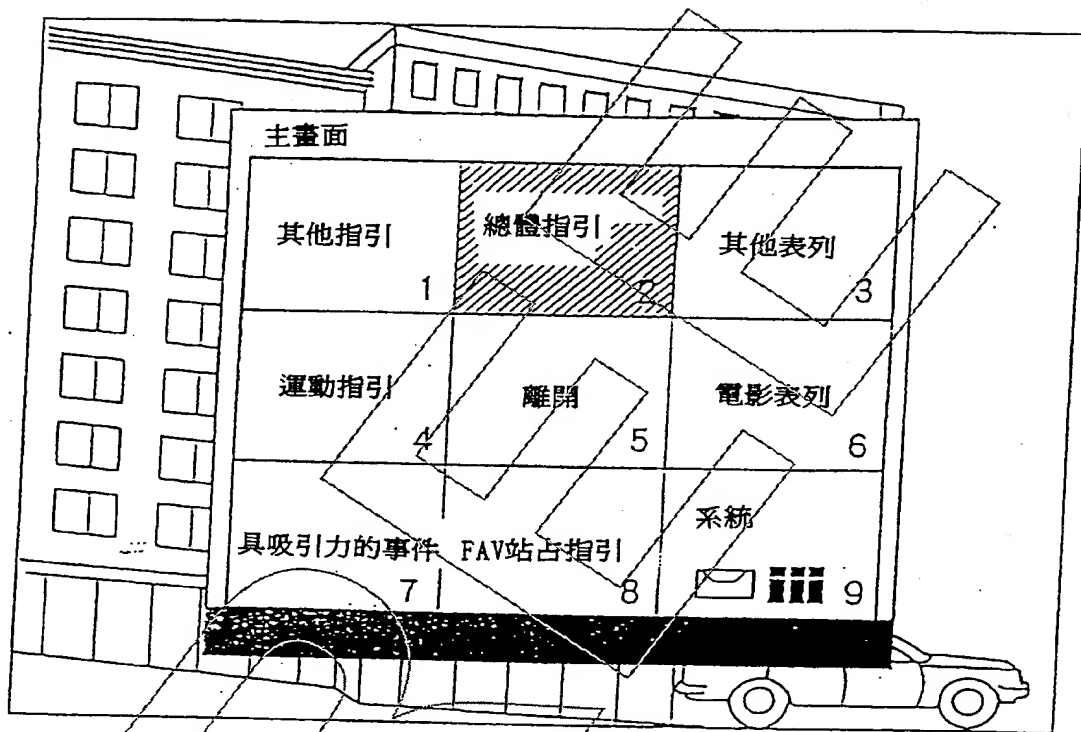 主畫面
其他指引
1
總體指引
2
其他表列
3
運動指引
4
離開
5
電影表列
6
具吸引力的事件
7
FAV站占指引
8
系統
9